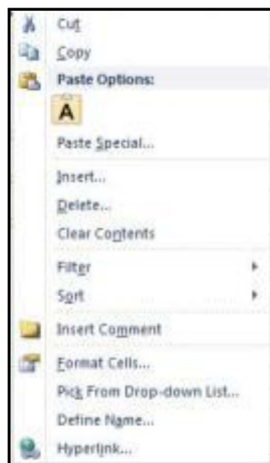 Cut
Copy
Paste Options:
A
Paste Special...
Insert...
Delete...
Clear Contents
Filter
Sort
Insert Comment
Format Cells...
Pick From Drop-down List...
Define Name...
Hyperlink...